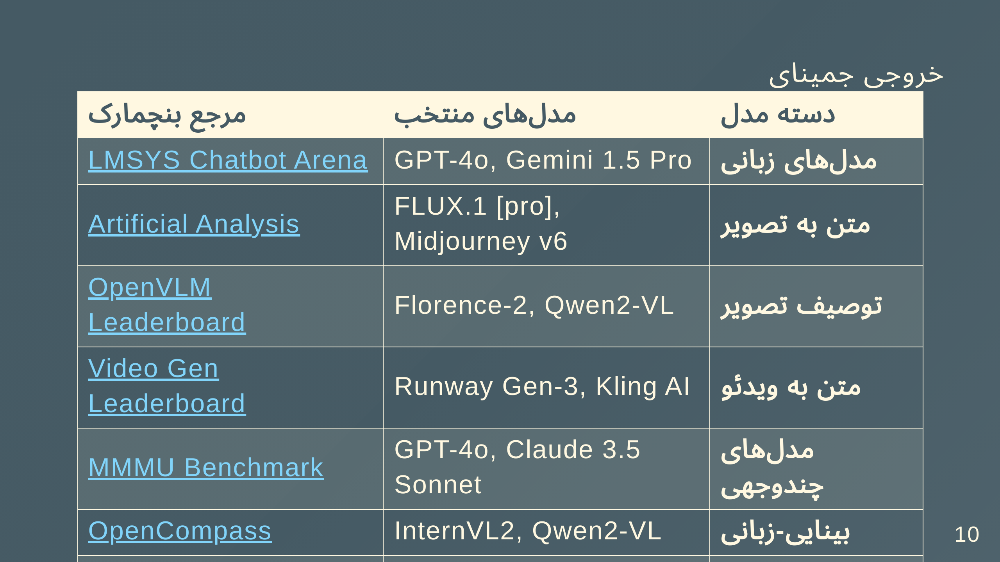 خروجی جمینای
دسته مدل	مدل‌های منتخب	مرجع بنچمارک
مدل‌های زبانی	GPT-4o, Gemini 1.5 Pro	LMSYS Chatbot Arena
متن به تصویر	FLUX.1 [pro],
Midjourney v6	Artificial Analysis
توصیف تصویر	Florence-2, Qwen2-VL	OpenVLM
Leaderboard
متن به ویدئو	Runway Gen-3, Kling AI	Video Gen
Leaderboard
مدل‌های
چندوجهی	GPT-4o, Claude 3.5
Sonnet	MMMU Benchmark
بینایی-زبانی	InternVL2, Qwen2-VL	OpenCompass
10